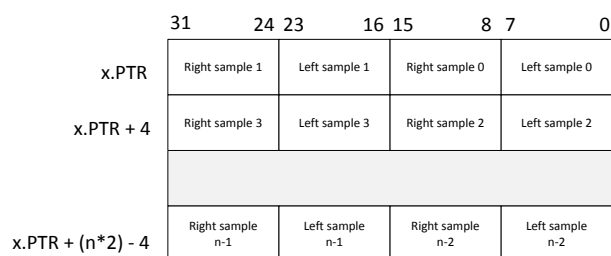 31 24 23 16 15 8 7 0
x.PTR Right sample 1 Left sample 1 Right sample 0 Left sample 0
x.PTR + 4 Right sample 3 Left sample 3 Right sample 2 Left sample 2
x.PTR + (n*2) - 4 Right sample n-1 Left sample n-1 Right sample n-2 Left sample n-2